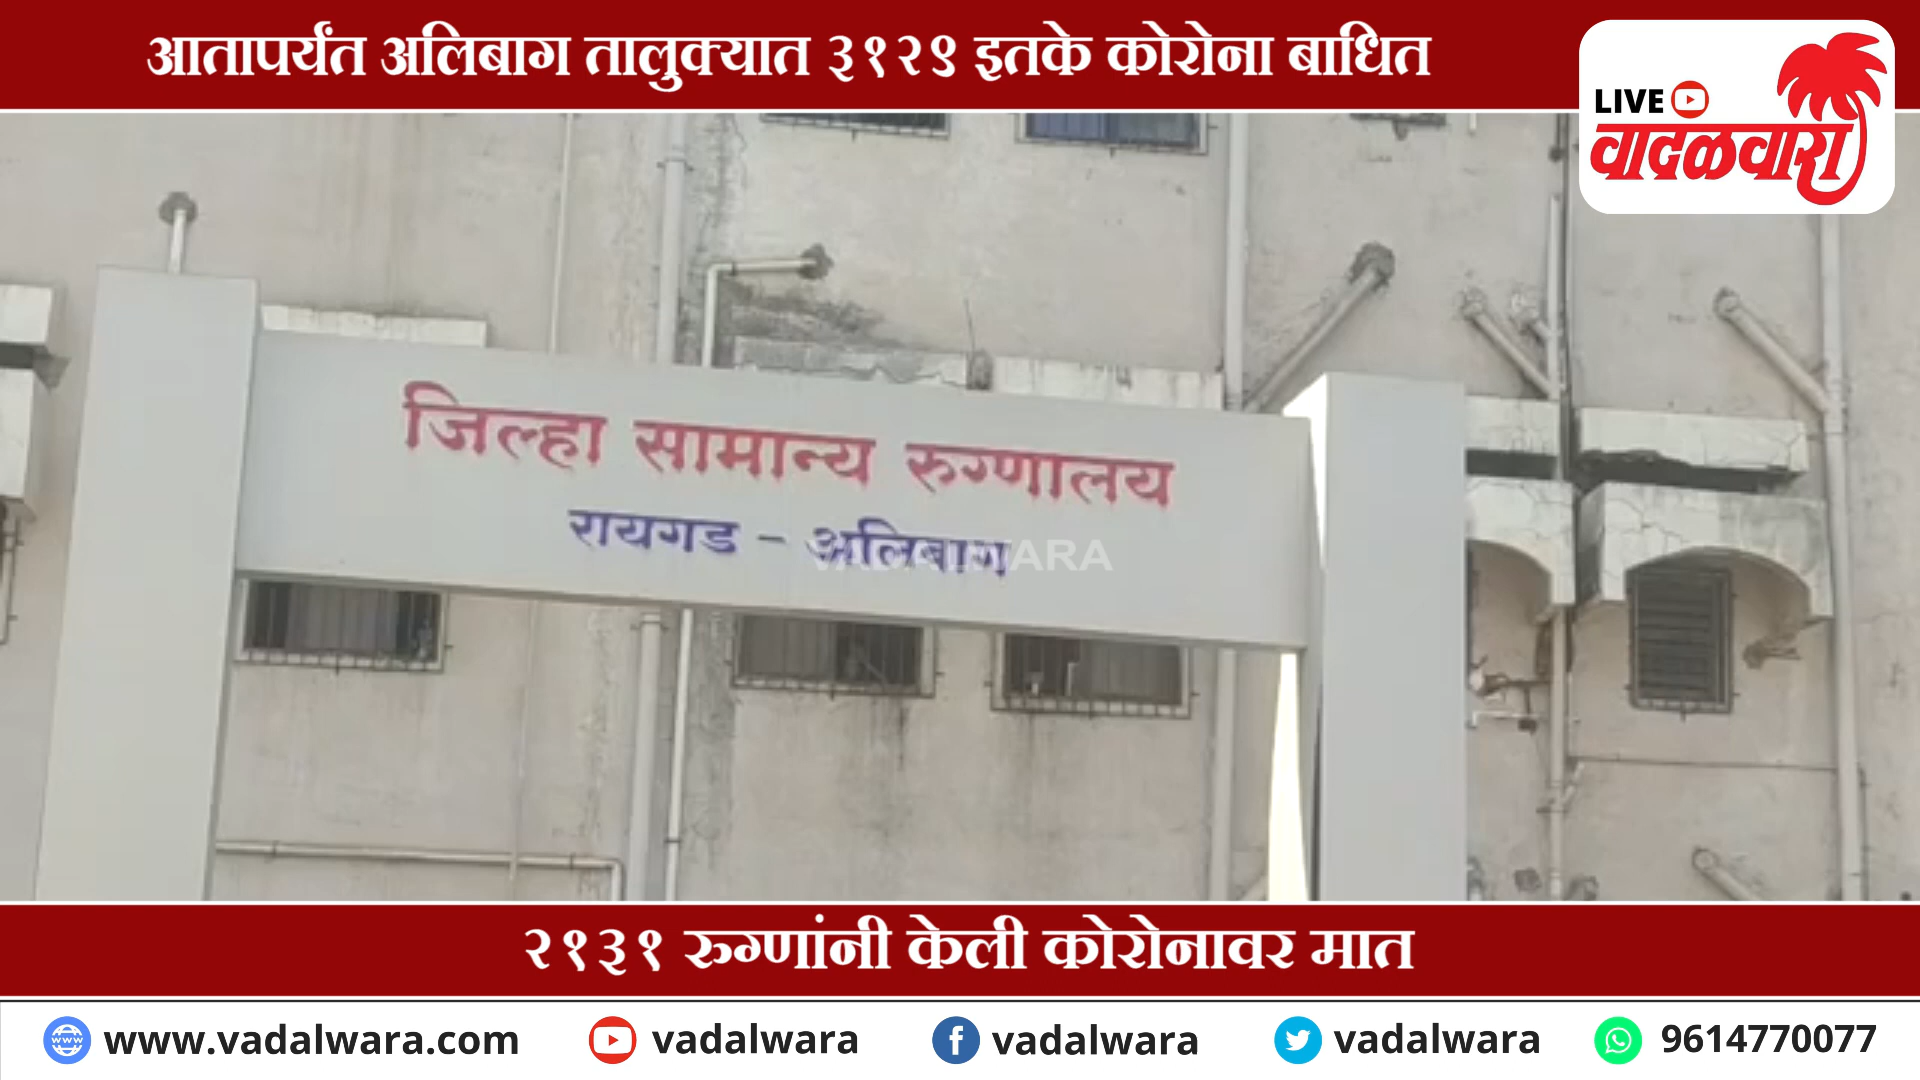 आतापर्यंत अलिबाग तालुक्यात ३१२९ इतके कोरोना बाधित
LIVE
वादळवारा
जिल्हा सामान्य रुग्णालय
रायगड - अलिबाग
VADALWARA
२१३१ रुग्णांनी केली कोरोनावर मात
www.vadalwara.com vadalwara vadalwara vadalwara 9614770077